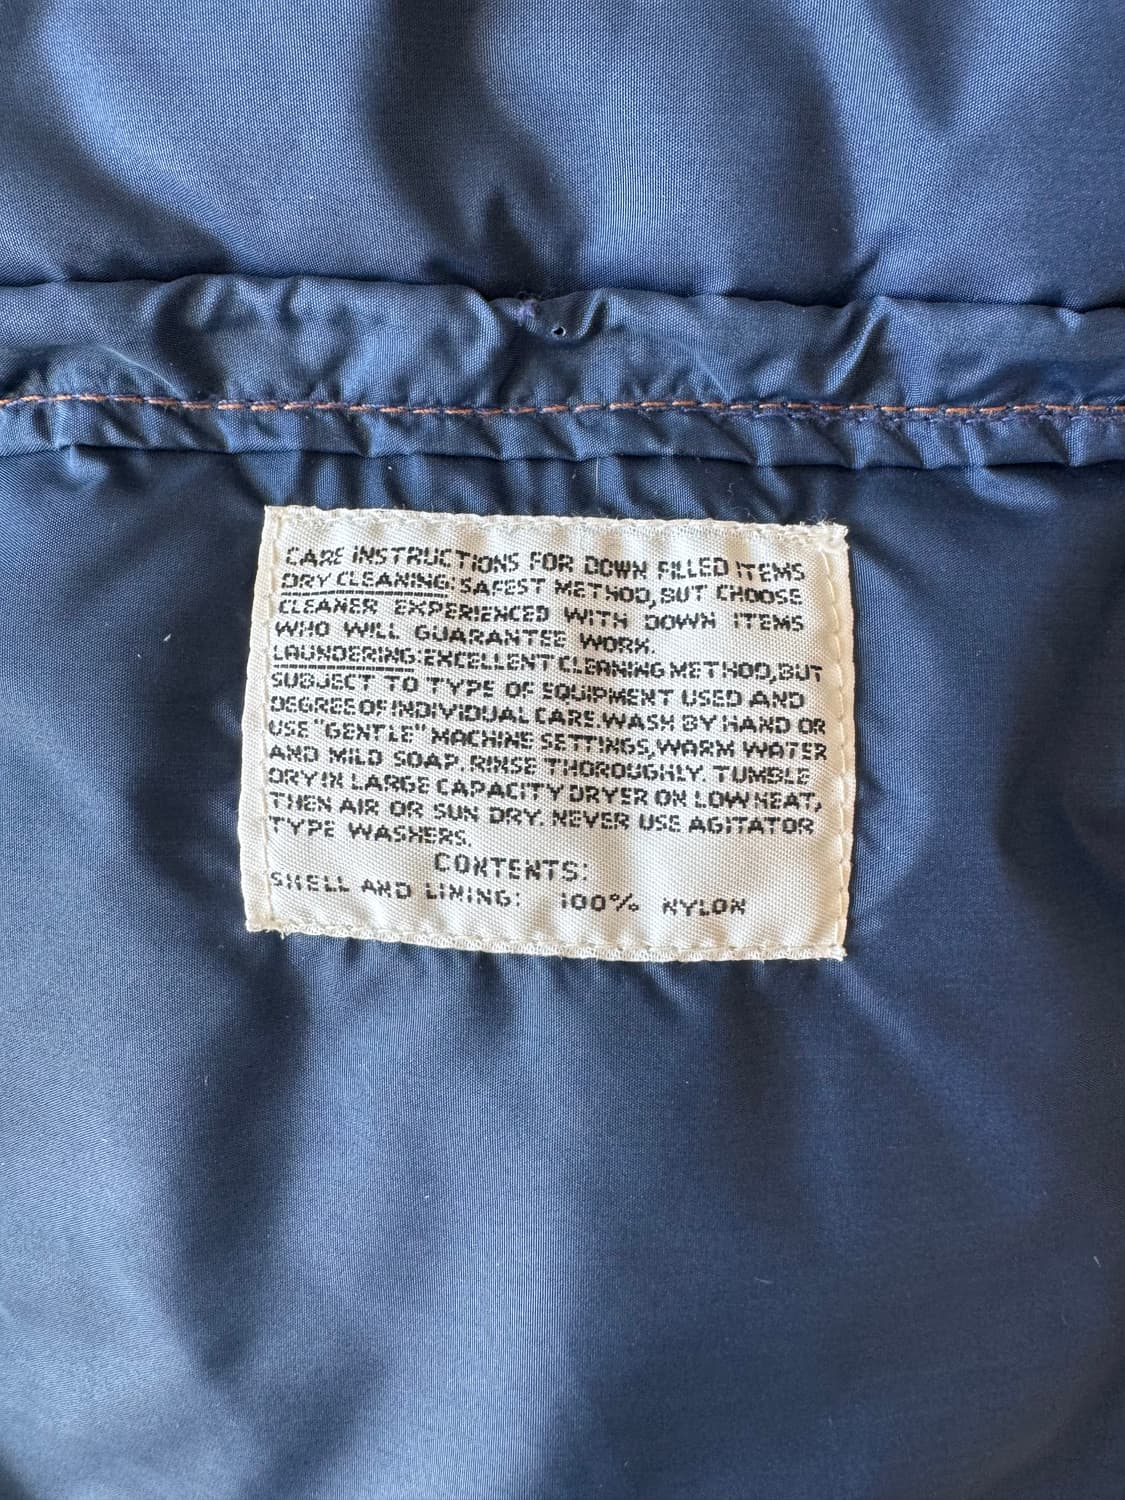 CARE INSTRUCTIONS FOR DOWN FILLED ITEMS
DRY CLEANING: SAFEST METHOD, BUT CHOOSE
CLEANER EXPERIENCED WITH DOWN ITEMS
WHO WILL GUARANTEE WORK.
LAUNDERING: EXCELLENT CLEANING METHOD, BUT
SUBJECT TO TYPE OF EQUIPMENT USED AND
DEGREE OF INDIVIDUAL CARE. WASH BY HAND OR
USE "GENTLE" MACHINE SETTINGS, WARM WATER
AND MILD SOAP. RINSE THOROUGHLY. TUMBLE
DRY IN LARGE CAPACITY DRYER ON LOW HEAT,
THEN AIR OR SUN DRY. NEVER USE AGITATOR
TYPE WASHERS.
CONTENTS:
SHELL AND LINING: 100% NYLON